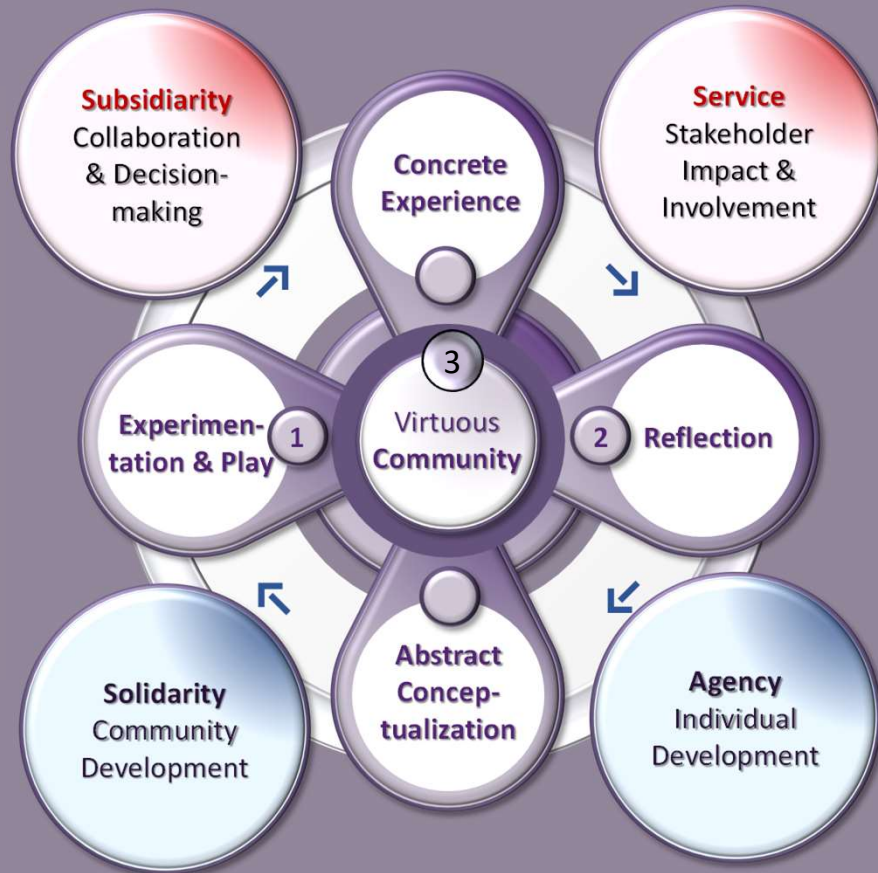 Subsidiarity
Collaboration
& Decision-
making
Service
Stakeholder
Impact &
Involvement
Concrete
Experience
3
Experimen-
tation & Play
1
Virtuous
Community
2
Reflection
Abstract
Concep-
tualization
Solidarity
Community
Development
Agency
Individual
Development